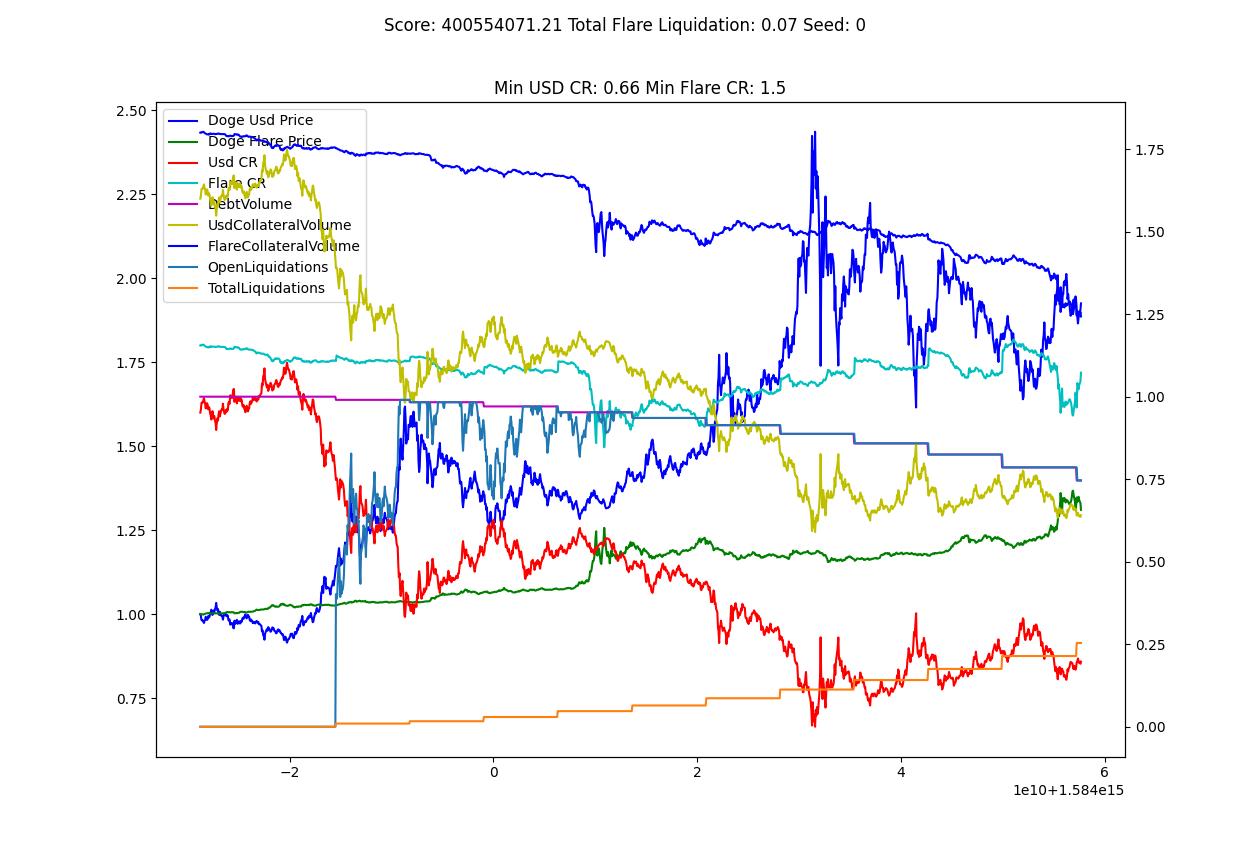 Score: 400554071.21 Total Flare Liquidation: 0.07 Seed: 0
Min USD CR: 0.66 Min Flare CR: 1.5
Doge Usd Price
Doge Flare Price
Usd CR
Flare CR
DebtVolume
UsdCollateralVolume
FlareCollateralVolume
OpenLiquidations
TotalLiquidations
2.50
2.25
2.00
1.75
1.50
1.25
1.00
0.75
1.75
1.50
1.25
1.00
0.75
0.50
0.25
0.00
−2 0 2 4 6
1e10+1.584e15